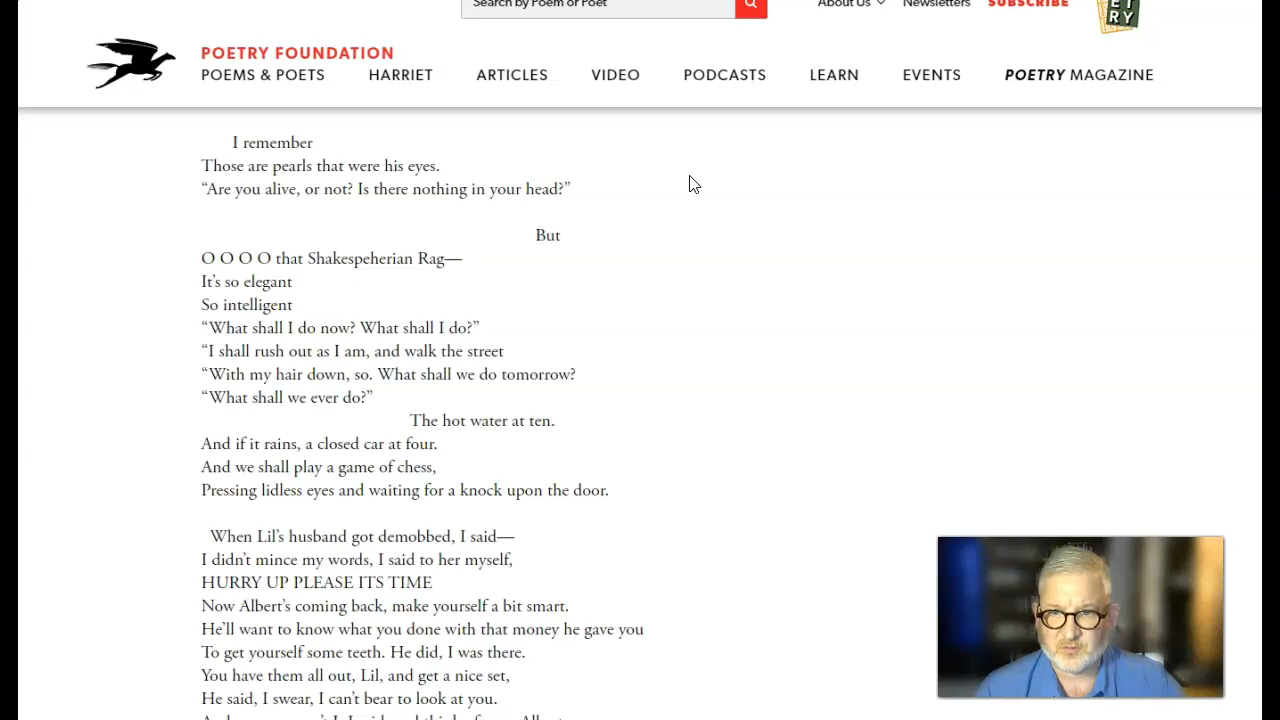 Search by Poem or Poet
About Us
Newsletters
SUBSCRIBE
ET
RY
POETRY FOUNDATION
POEMS & POETS
HARRIET
ARTICLES
VIDEO
PODCASTS
LEARN
EVENTS
POETRY MAGAZINE
I remember
Those are pearls that were his eyes.
“Are you alive, or not? Is there nothing in your head?”
But
O O O O that Shakespeherian Rag—
It’s so elegant
So intelligent
“What shall I do now? What shall I do?”
“I shall rush out as I am, and walk the street
“With my hair down, so. What shall we do tomorrow?
“What shall we ever do?”
The hot water at ten.
And if it rains, a closed car at four.
And we shall play a game of chess,
Pressing lidless eyes and waiting for a knock upon the door.
When Lil’s husband got demobbed, I said—
I didn’t mince my words, I said to her myself,
HURRY UP PLEASE ITS TIME
Now Albert’s coming back, make yourself a bit smart.
He’ll want to know what you done with that money he gave you
To get yourself some teeth. He did, I was there.
You have them all out, Lil, and get a nice set,
He said, I swear, I can’t bear to look at you.